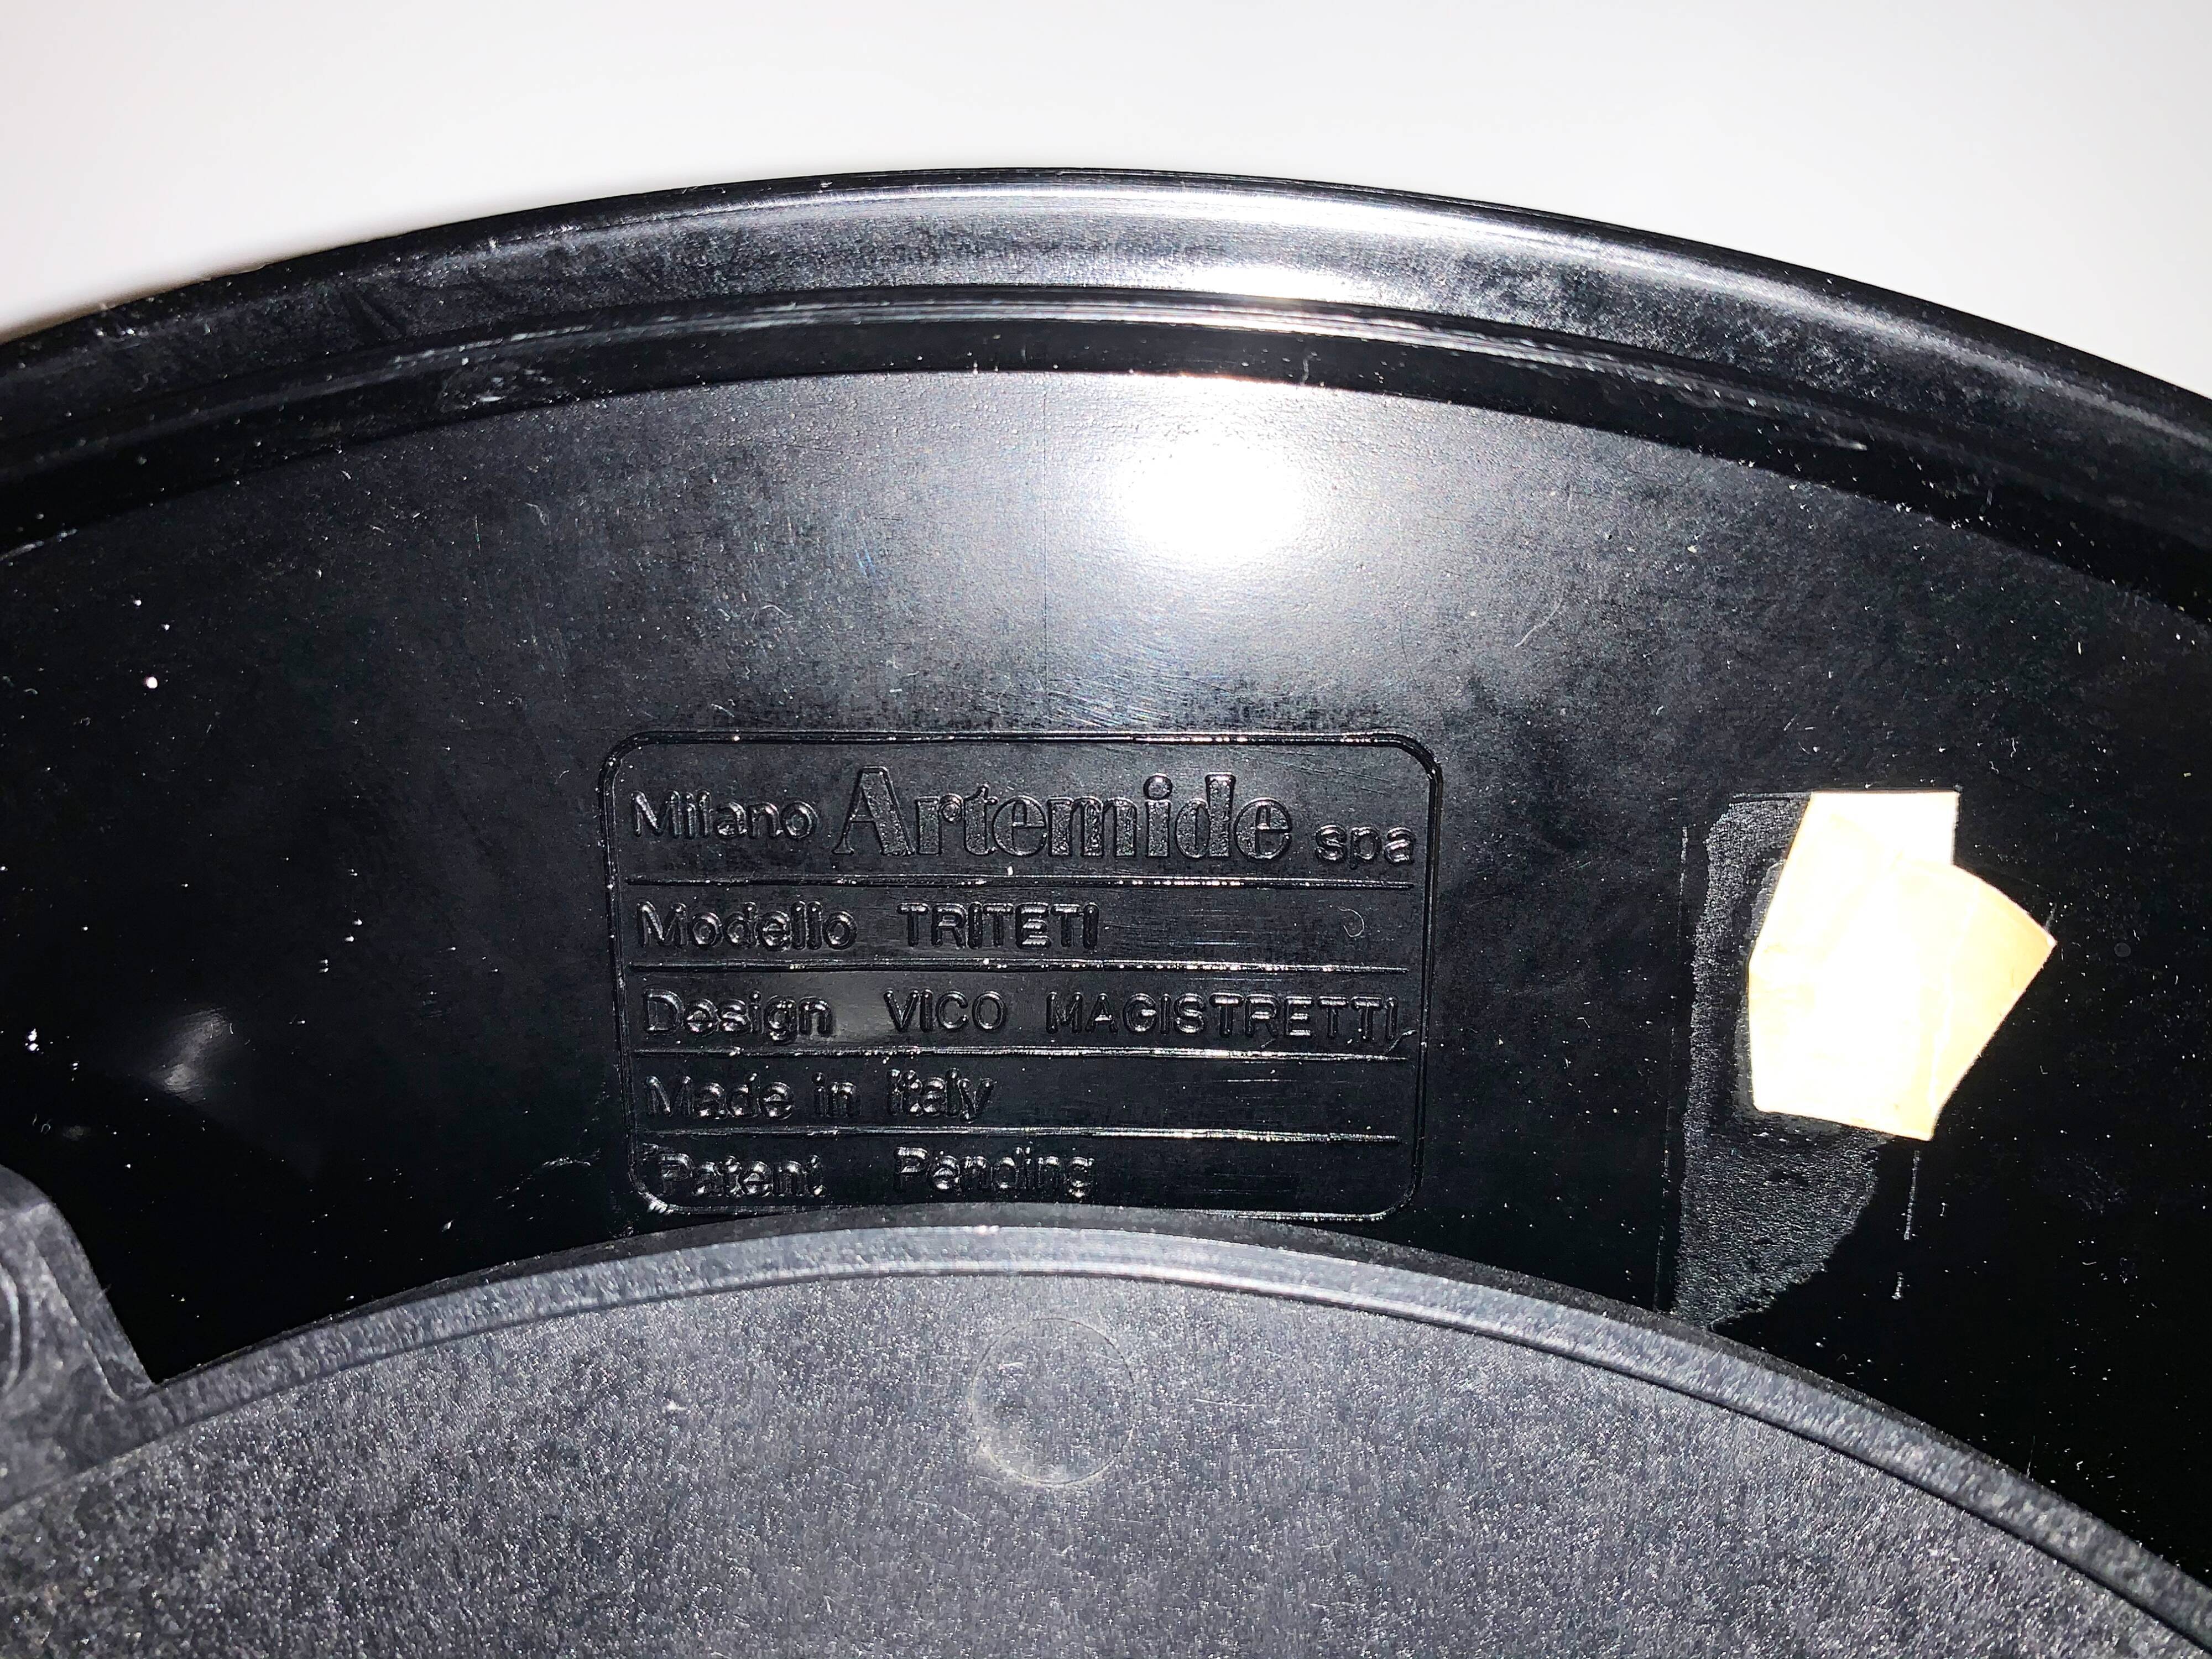 Milano Artemide spa
Modello TRITETI
Design VICO MAGISTRETTI
Made in Italy
Patent Pending